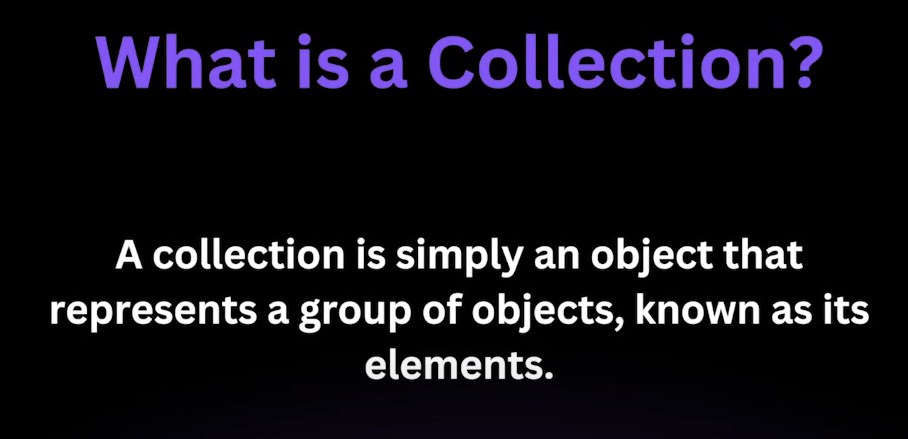 What is a Collection?
A collection is simply an object that
represents a group of objects, known as its
elements.